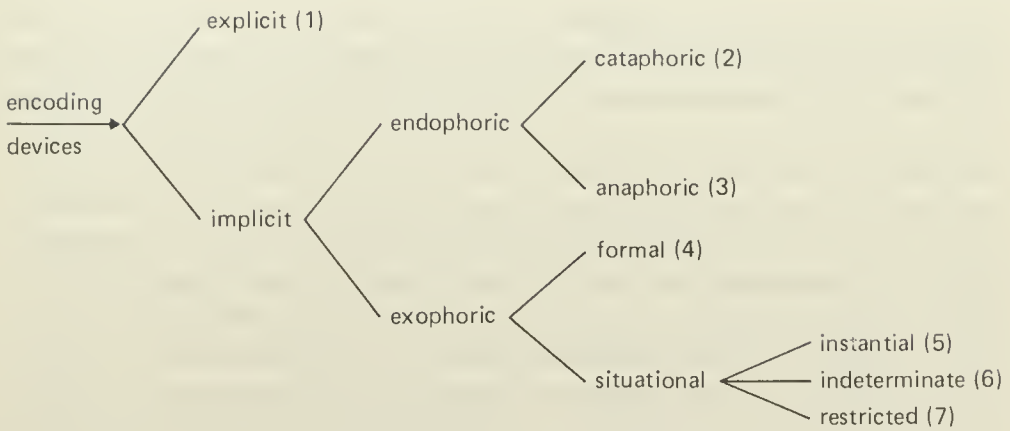 explicit (1)
cataphoric (2)
encoding
devices
endophoric
anaphoric (3)
implicit
formal (4)
exophoric
instantial (5)
situational
indeterminate (6)
restricted (7)